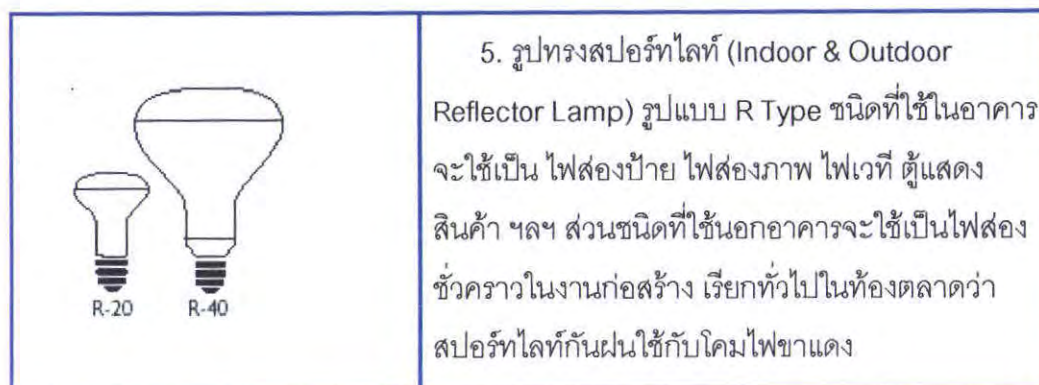 R-20
R-40
5. รูปทรงสปอร์ทไลท์ (Indoor & Outdoor
Reflector Lamp) รูปแบบ R Type ชนิดที่ใช้ในอาคาร
จะใช้เป็น ไฟส่องป้าย ไฟส่องภาพ ไฟเวที ตู้แสดง
สินค้า ฯลฯ ส่วนชนิดที่ใช้นอกอาคารจะใช้เป็นไฟส่อง
ชั่วคราวในงานก่อสร้าง เรียกทั่วไปในท้องตลาดว่า
สปอร์ทไลท์กันฝนใช้กับโคมไฟขาแดง